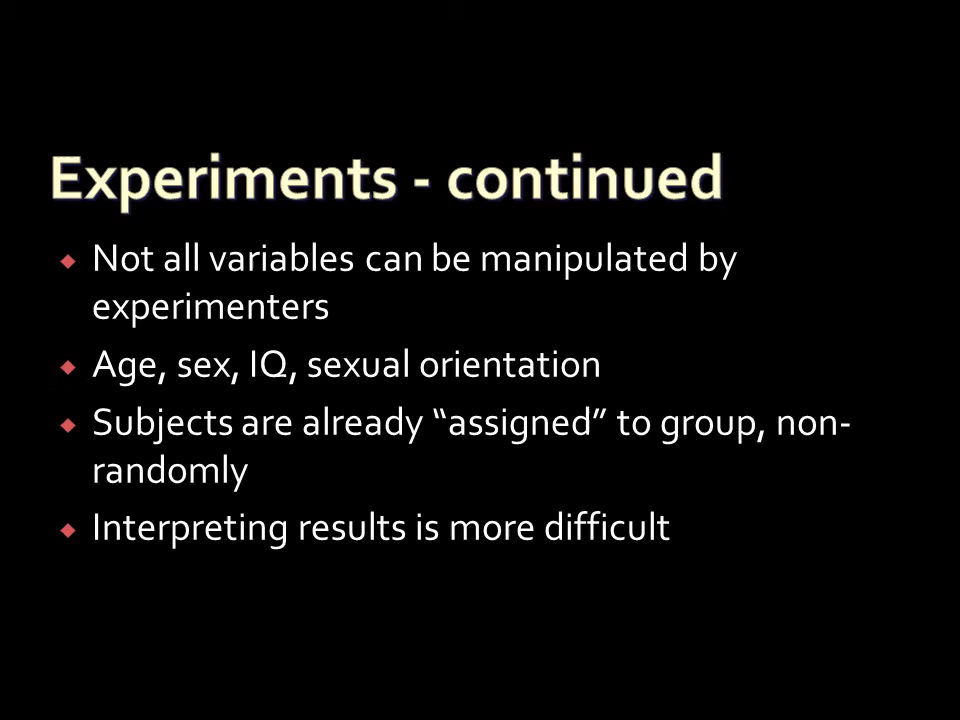 Experiments - continued
Not all variables can be manipulated by
experimenters
Age, sex, IQ, sexual orientation
Subjects are already “assigned” to group, non-
randomly
Interpreting results is more difficult